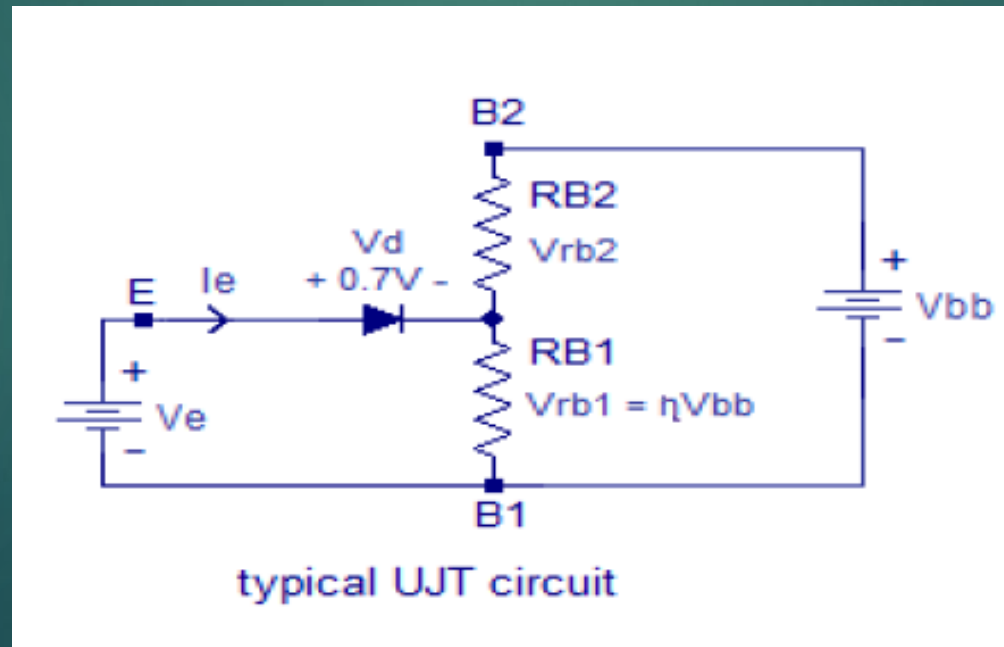 B2
RB2
Vd
Vrb2
+ 0.7V -
+
E
Ie
Vbb
-
RB1
+
Vrb1 = ηVbb
Ve
-
B1
typical UJT circuit